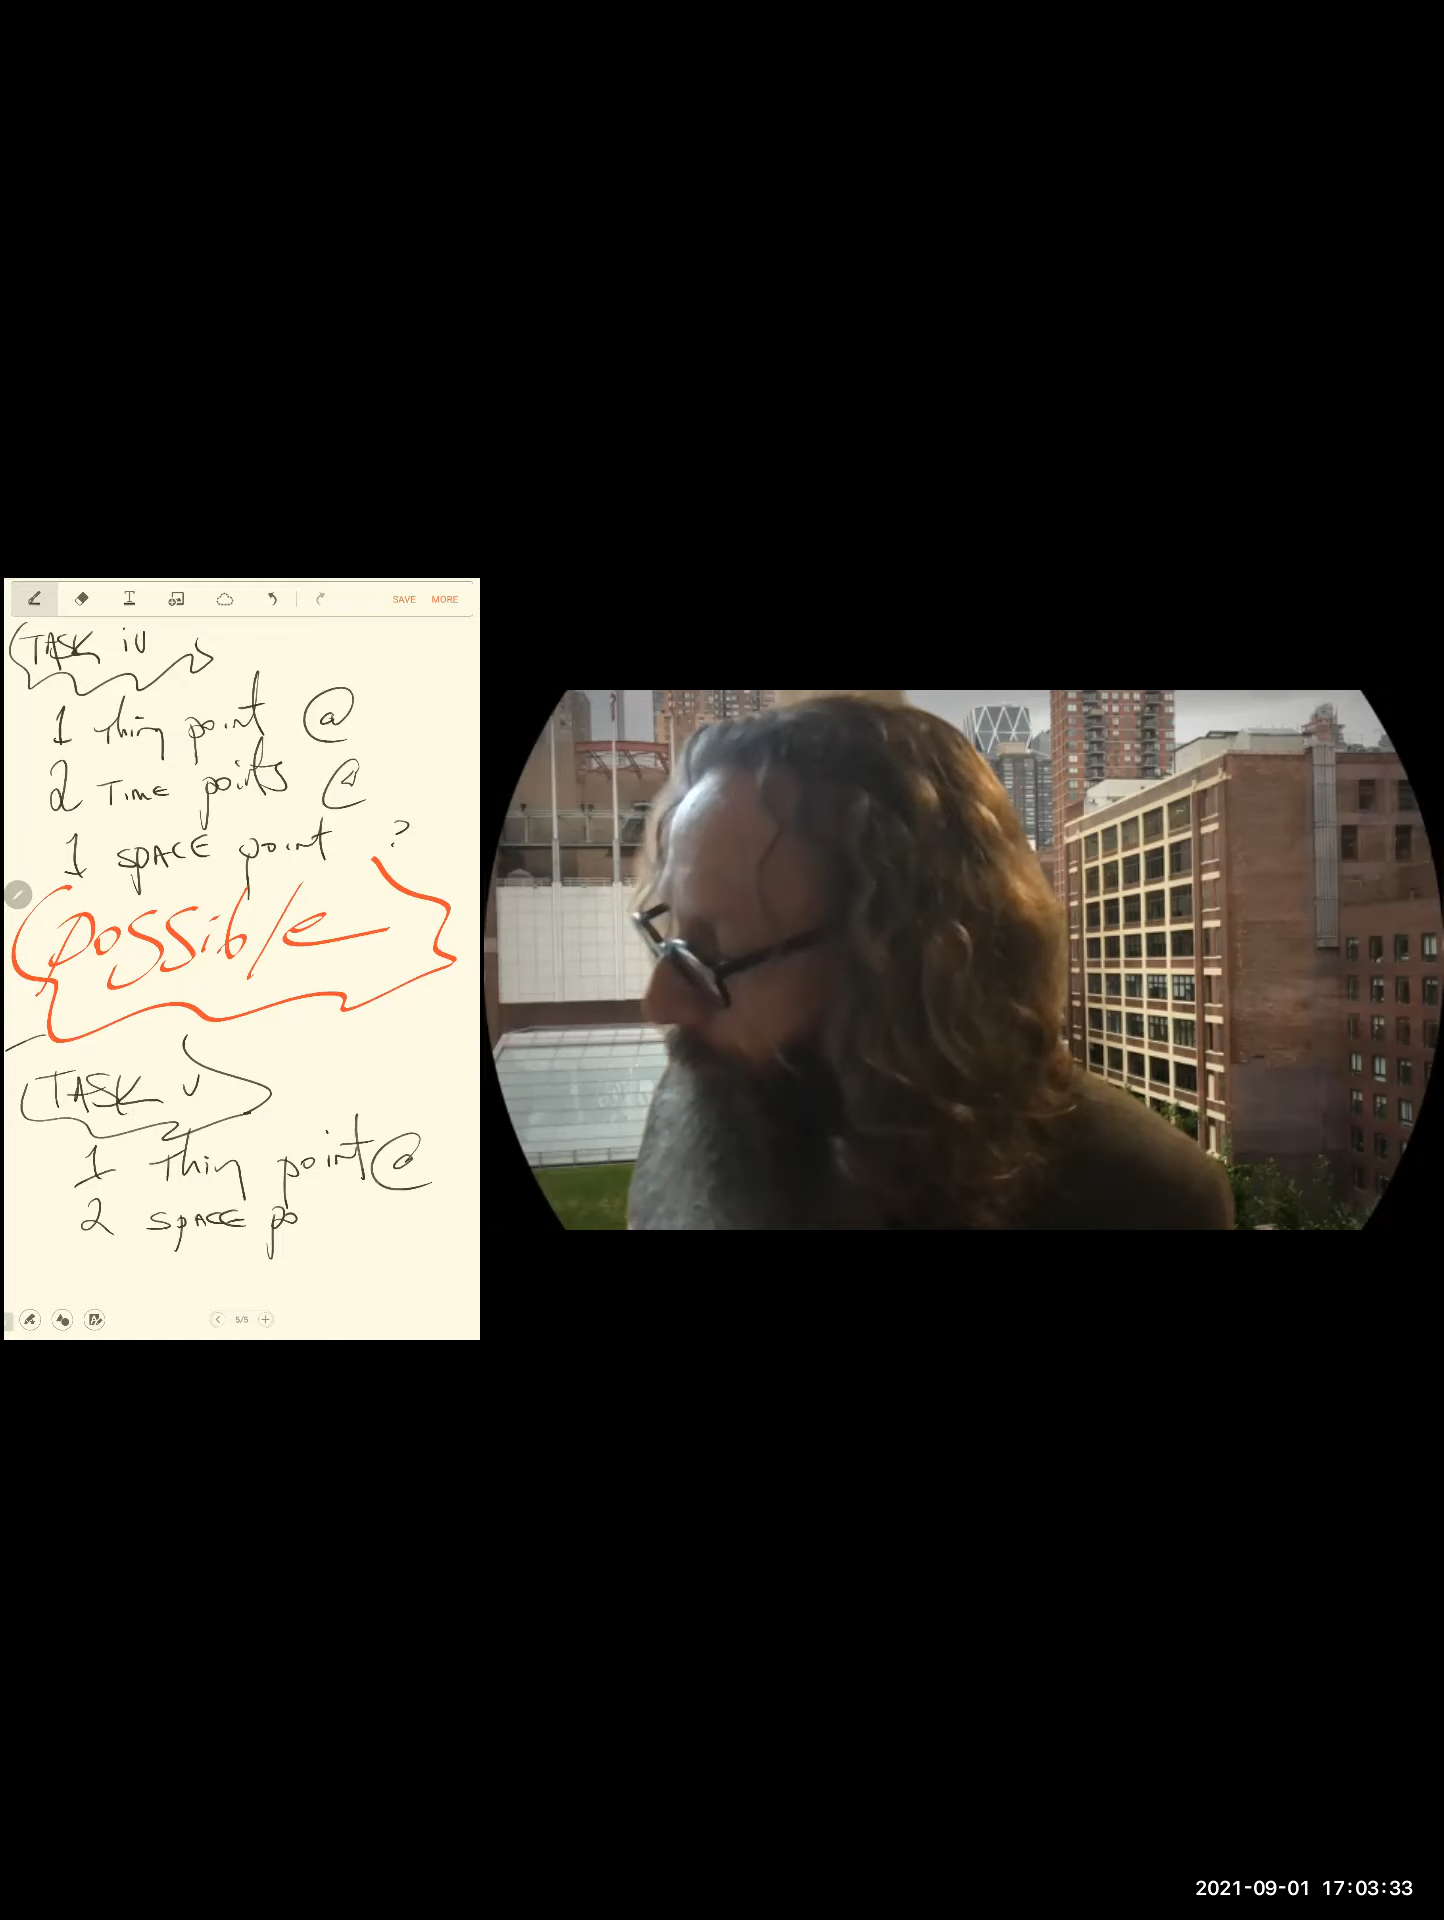 SAVE MORE
TASK iv
1 Thing point @
2 TIME points @
1 SPACE point ?
possible
TASK v
1 Thing point @
2 SPACE po
5/5
2021-09-01 17:03:33